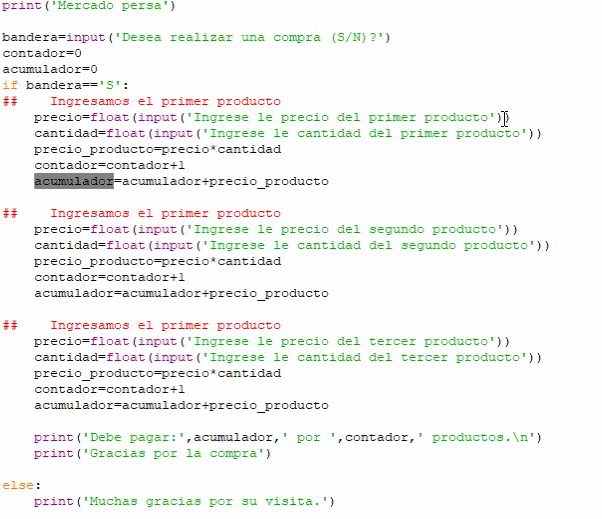 print('Mercado persa')
bandera=input('Desea realizar una compra (S/N)?')
contador=0
acumulador=0
if bandera=='S':
##    Ingresamos el primer producto
    precio=float(input('Ingrese le precio del primer producto'))
    cantidad=float(input('Ingrese le cantidad del primer producto'))
    precio_producto=precio*cantidad
    contador=contador+1
    acumulador=acumulador+precio_producto
##    Ingresamos el primer producto
    precio=float(input('Ingrese le precio del segundo producto'))
    cantidad=float(input('Ingrese le cantidad del segundo producto'))
    precio_producto=precio*cantidad
    contador=contador+1
    acumulador=acumulador+precio_producto
##    Ingresamos el primer producto
    precio=float(input('Ingrese le precio del tercer producto'))
    cantidad=float(input('Ingrese le cantidad del tercer producto'))
    precio_producto=precio*cantidad
    contador=contador+1
    acumulador=acumulador+precio_producto
    print('Debe pagar:',acumulador,' por ',contador,' productos.\n')
    print('Gracias por la compra')
else:
    print('Muchas gracias por su visita.')